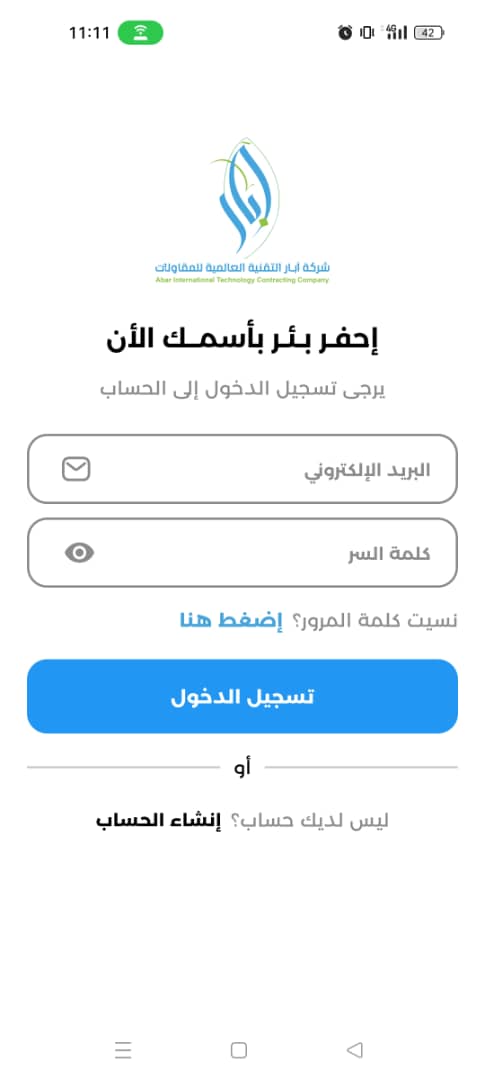 11:11
4G
42
شركة آبار التقنية العالمية للمقاولات
Abar International Technology Contracting Company
إحفر بئر بأسمك الأن
يرجى تسجيل الدخول إلى الحساب
البريد الإلكتروني
كلمة السر
نسيت كلمة المرور؟ إضغط هنا
تسجيل الدخول
أو
ليس لديك حساب؟ إنشاء الحساب